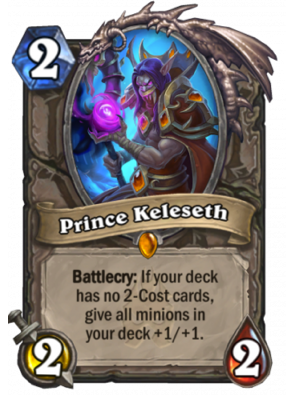 2
Prince Keleseth
Battlecry: If your deck
has no 2-Cost cards,
give all minions in
your deck +1/+1.
2
2